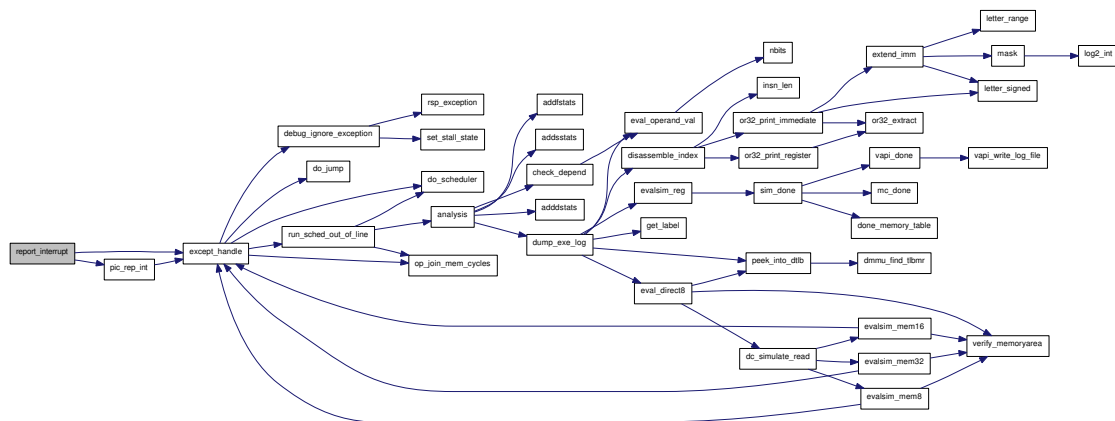 report_interrupt
pic_rep_int
except_handle
debug_ignore_exception
do_jump
run_sched_out_of_line
rsp_exception
set_stall_state
do_scheduler
analysis
op_join_mem_cycles
addfstats
addsstats
check_depend
adddstats
dump_exe_log
eval_operand_val
disassemble_index
evalsim_reg
get_label
eval_direct8
nbits
insn_len
or32_print_immediate
or32_print_register
sim_done
peek_into_dtlb
dc_simulate_read
extend_imm
or32_extract
vapi_done
mc_done
done_memory_table
dmmu_find_tlbmr
evalsim_mem16
evalsim_mem32
evalsim_mem8
letter_range
mask
letter_signed
vapi_write_log_file
verify_memoryarea
log2_int